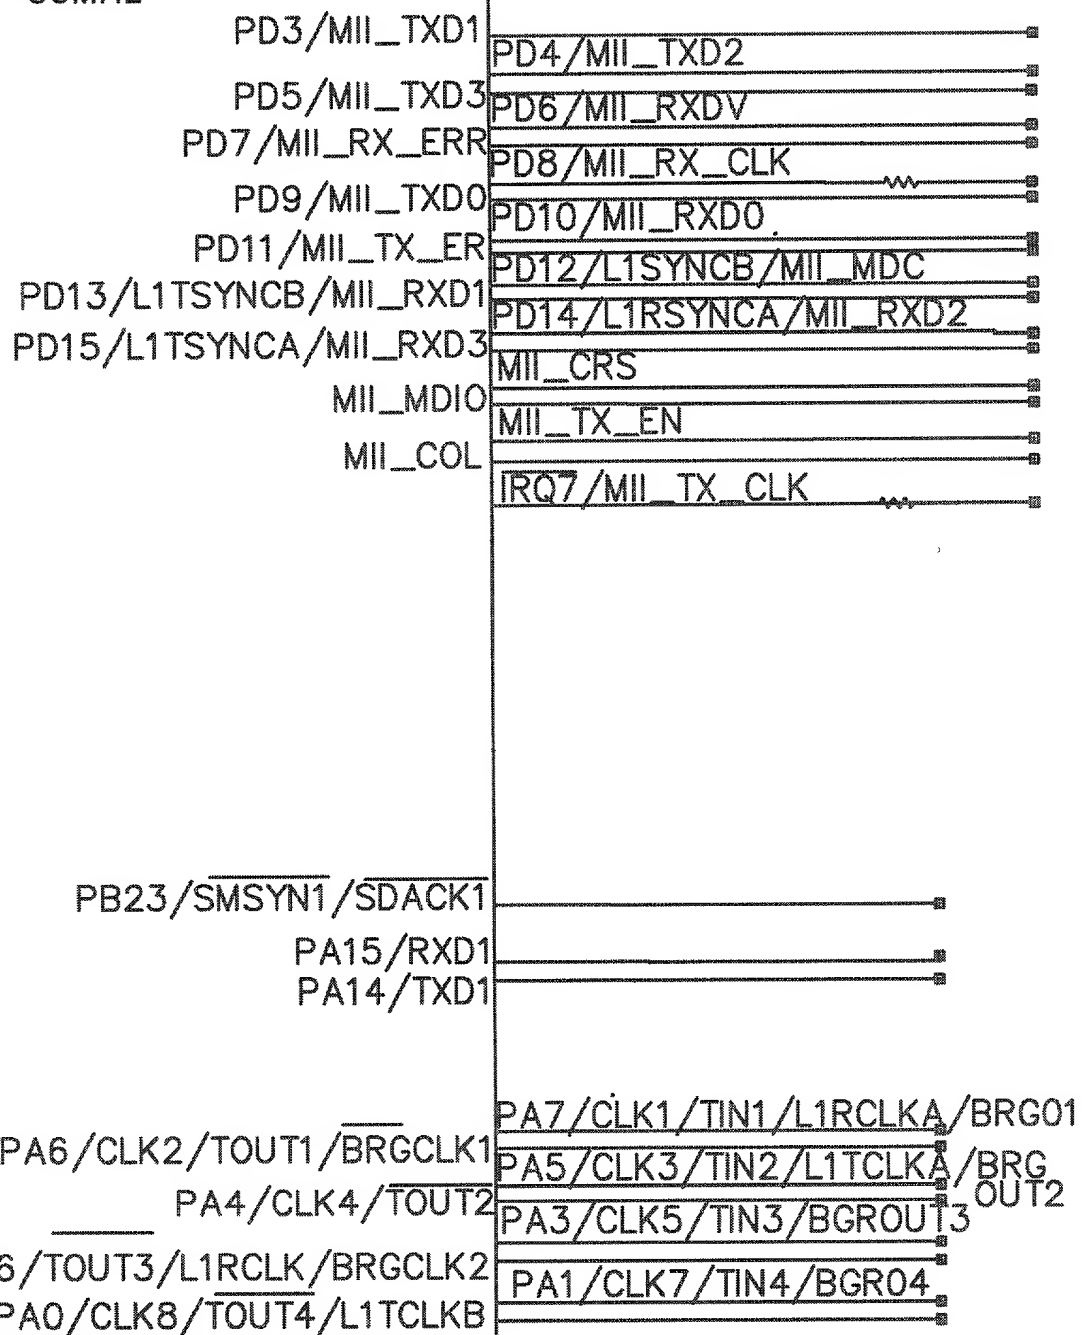 PD3/MII_TXD1
PD4/MII_TXD2
PD5/MII_TXD3
PD6/MII_RXDV
PD7/MII_RX_ERR
PD8/MII_RX_CLK
PD9/MII_TXD0
PD10/MII_RXD0
PD11/MII_TX_ER
PD12/L1SYNCB/MII_MDC
PD13/L1TSYNCB/MII_RXD1
PD14/L1RSYNCA/MII_RXD2
PD15/L1TSYNCA/MII_RXD3
MII_CRS
MII_MDIO
MII_TX_EN
MII_COL
IRQ7/MII_TX_CLK
PB23/SMSYN1/SDACK1
PA15/RXD1
PA14/TXD1
PA7/CLK1/TIN1/L1RCLKA/BRGO1
PA6/CLK2/TOUT1/BRGCLK1
PA5/CLK3/TIN2/L1TCLKA/BRG
OUT2
PA4/CLK4/TOUT2
PA3/CLK5/TIN3/BGROUT3
6/TOUT3/L1RCLK/BRGCLK2
PA1/CLK7/TIN4/BGRO4
PA0/CLK8/TOUT4/L1TCLKB